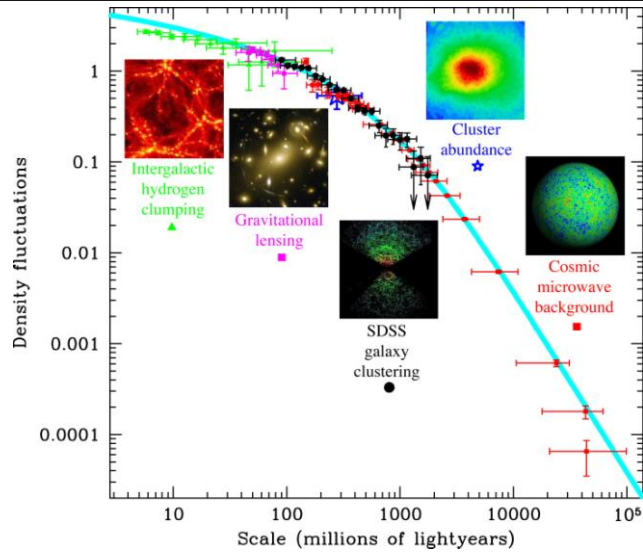 Density fluctuations
1
0.1
0.01
0.001
0.0001
Intergalactic
hydrogen
clumping
Gravitational
lensing
SDSS
galaxy
clustering
Cluster
abundance
Cosmic
microwave
background
10
100
1000
10000
10⁵
Scale (millions of lightyears)